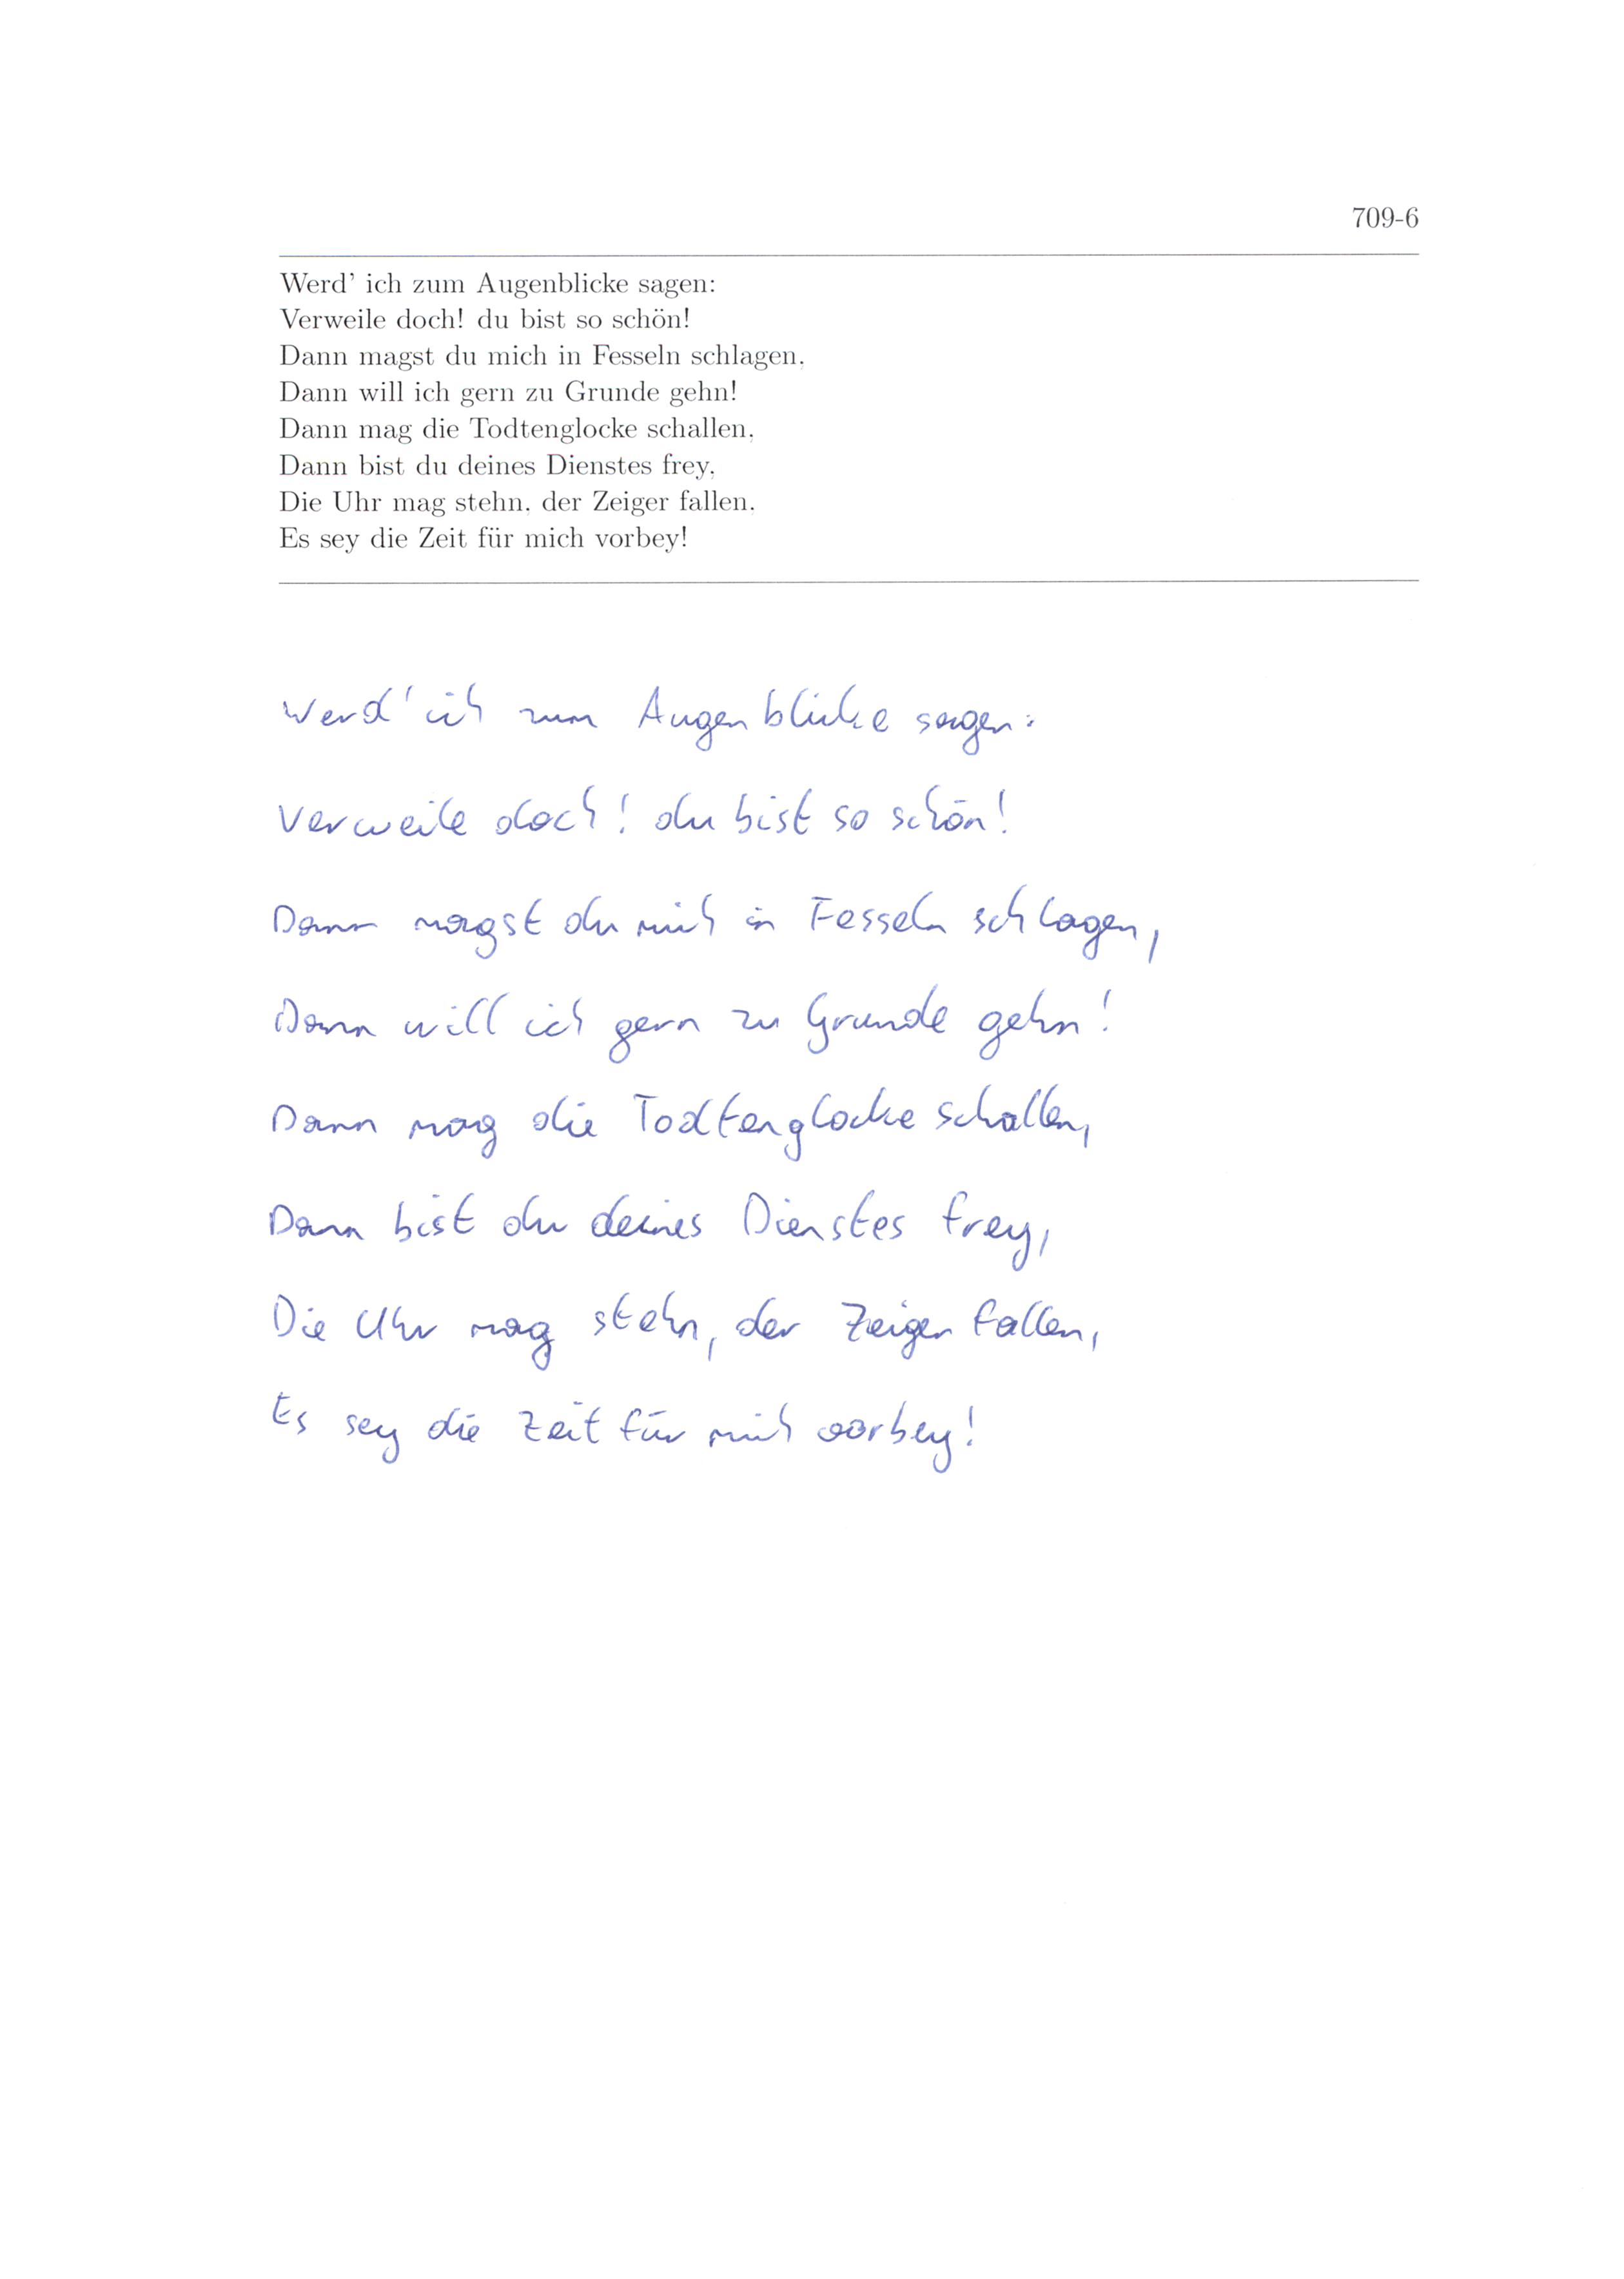 709-6
Werd' ich zum Augenblicke sagen:
Verweile doch! du bist so schön!
Dann magst du mich in Fesseln schlagen,
Dann will ich gern zu Grunde gehn!
Dann mag die Todtenglocke schallen,
Dann bist du deines Dienstes frey,
Die Uhr mag stehn, der Zeiger fallen,
Es sey die Zeit für mich vorbey!
Werd' ich zum Augenblicke sagen:
Verweile doch! du bist so schön!
Dann magst du mich in Fesseln schlagen,
Dann will ich gern zu Grunde gehn!
Dann mag die Todtenglocke schallen,
Dann bist du deines Dienstes frey,
Die Uhr mag stehn, der Zeiger fallen,
Es sey die Zeit für mich vorbey!